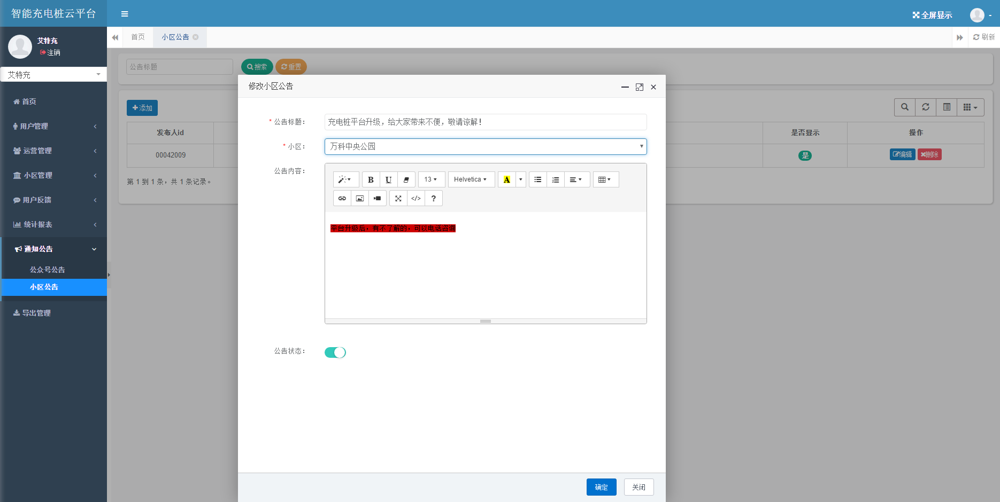 智能充电桩云平台
全屏显示
-
艾特充
注销
艾特充
首页
用户管理
运营管理
小区管理
用户反馈
统计报表
通知公告
公众号公告
小区公告
导出管理
首页
小区公告
刷新
公告标题
搜索
重置
添加
发布人id
是否显示
操作
00042009
是
编辑
删除
第 1 到 1 条，共 1 条记录。
修改小区公告
* 公告标题：
充电桩平台升级，给大家带来不便，敬请谅解！
* 小区：
万科中央公园
公告内容：
B U 13 Helvetica A
</> ?
平台升级后，有不了解的，可以电话咨询
公告状态：
确定
关闭